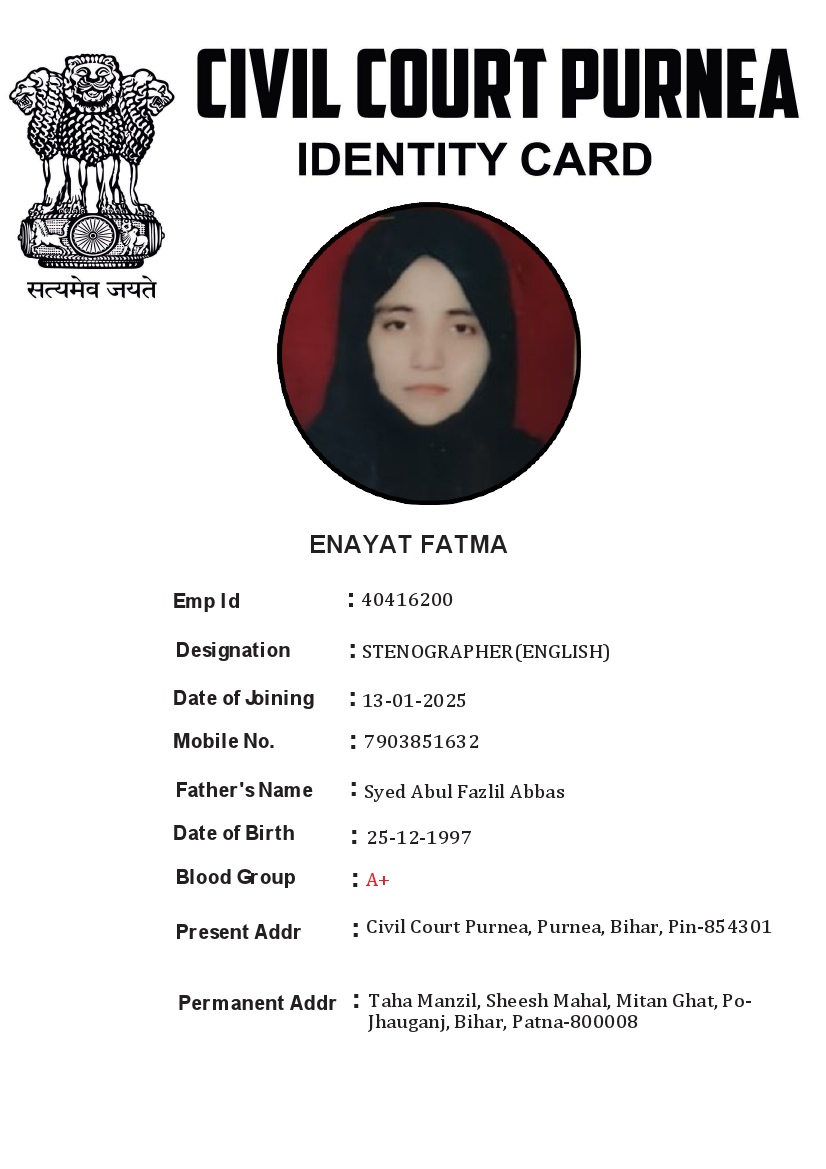 CIVIL COURT PURNEA
IDENTITY CARD
सत्यमेव जयते
ENAYAT FATMA
Emp Id : 40416200
Designation : STENOGRAPHER(ENGLISH)
Date of Joining : 13-01-2025
Mobile No. : 7903851632
Father's Name : Syed Abul Fazlil Abbas
Date of Birth : 25-12-1997
Blood Group : A+
Present Addr : Civil Court Purnea, Purnea, Bihar, Pin-854301
Permanent Addr : Taha Manzil, Sheesh Mahal, Mitan Ghat, Po-
Jhauganj, Bihar, Patna-800008